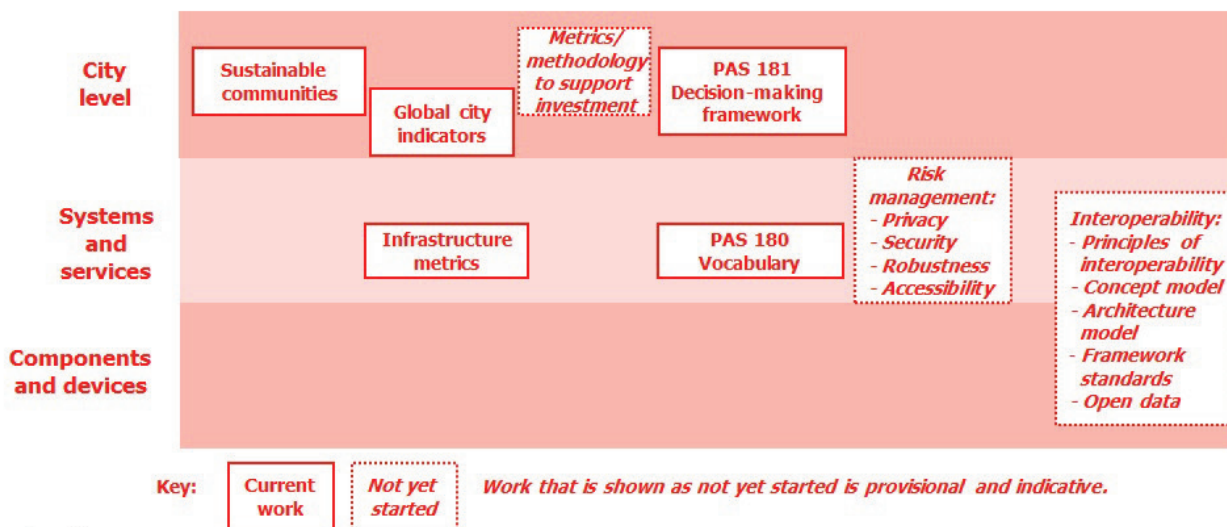 City
level
Sustainable
communities
Global city
indicators
Metrics/
methodology
to support
investment
PAS 181
Decision-making
framework
Systems
and
services
Infrastructure
metrics
PAS 180
Vocabulary
Risk
management:
- Privacy
- Security
- Robustness
- Accessibility
Interoperability:
- Principles of
interoperability
- Concept model
- Architecture
model
- Framework
standards
- Open data
Components
and devices
Key:
Current
work
Not yet
started
Work that is shown as not yet started is provisional and indicative.